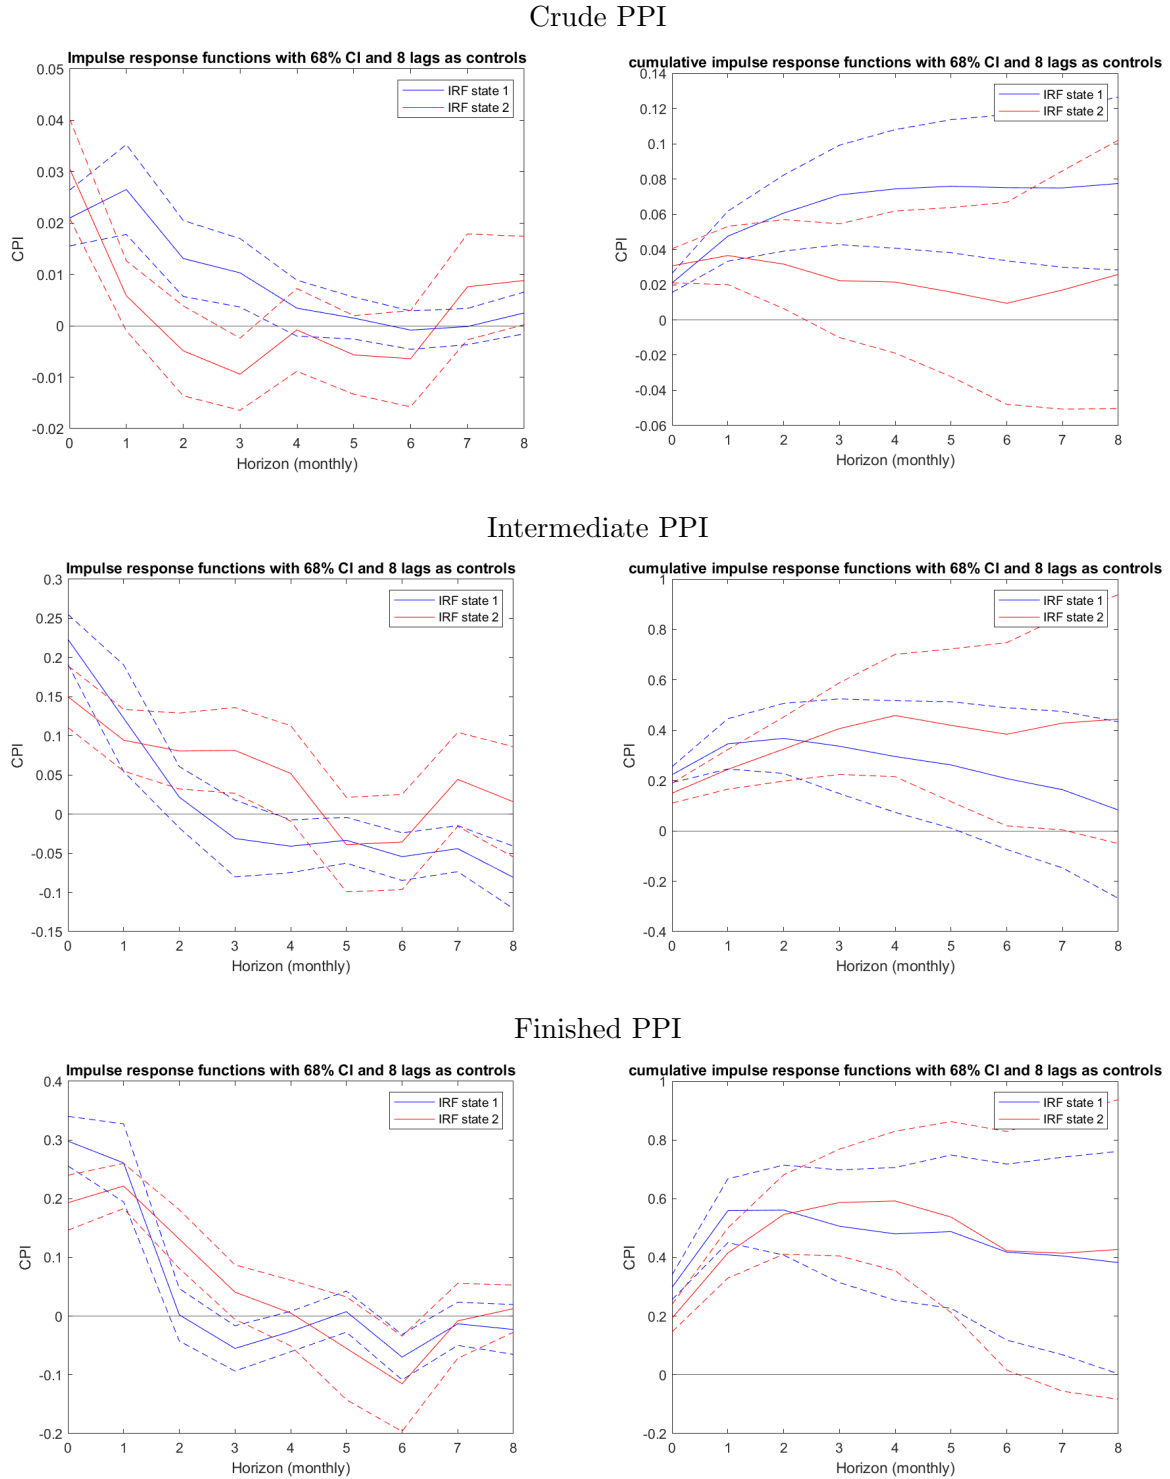 Crude PPI
Impulse response functions with 68% CI and 8 lags as controls
IRF state 1
IRF state 2
0.05
0.04
0.03
0.02
0.01
0
-0.01
-0.02
CPI
0 1 2 3 4 5 6 7 8
Horizon (monthly)
cumulative impulse response functions with 68% CI and 8 lags as controls
IRF state 1
IRF state 2
0.14
0.12
0.1
0.08
0.06
0.04
0.02
0
-0.02
-0.04
-0.06
CPI
0 1 2 3 4 5 6 7 8
Horizon (monthly)
Intermediate PPI
Impulse response functions with 68% CI and 8 lags as controls
IRF state 1
IRF state 2
0.3
0.25
0.2
0.15
0.1
0.05
0
-0.05
-0.1
-0.15
CPI
0 1 2 3 4 5 6 7 8
Horizon (monthly)
cumulative impulse response functions with 68% CI and 8 lags as controls
IRF state 1
IRF state 2
1
0.8
0.6
0.4
0.2
0
-0.2
-0.4
CPI
0 1 2 3 4 5 6 7 8
Horizon (monthly)
Finished PPI
Impulse response functions with 68% CI and 8 lags as controls
IRF state 1
IRF state 2
0.4
0.3
0.2
0.1
0
-0.1
-0.2
CPI
0 1 2 3 4 5 6 7 8
Horizon (monthly)
cumulative impulse response functions with 68% CI and 8 lags as controls
IRF state 1
IRF state 2
1
0.8
0.6
0.4
0.2
0
-0.2
CPI
0 1 2 3 4 5 6 7 8
Horizon (monthly)